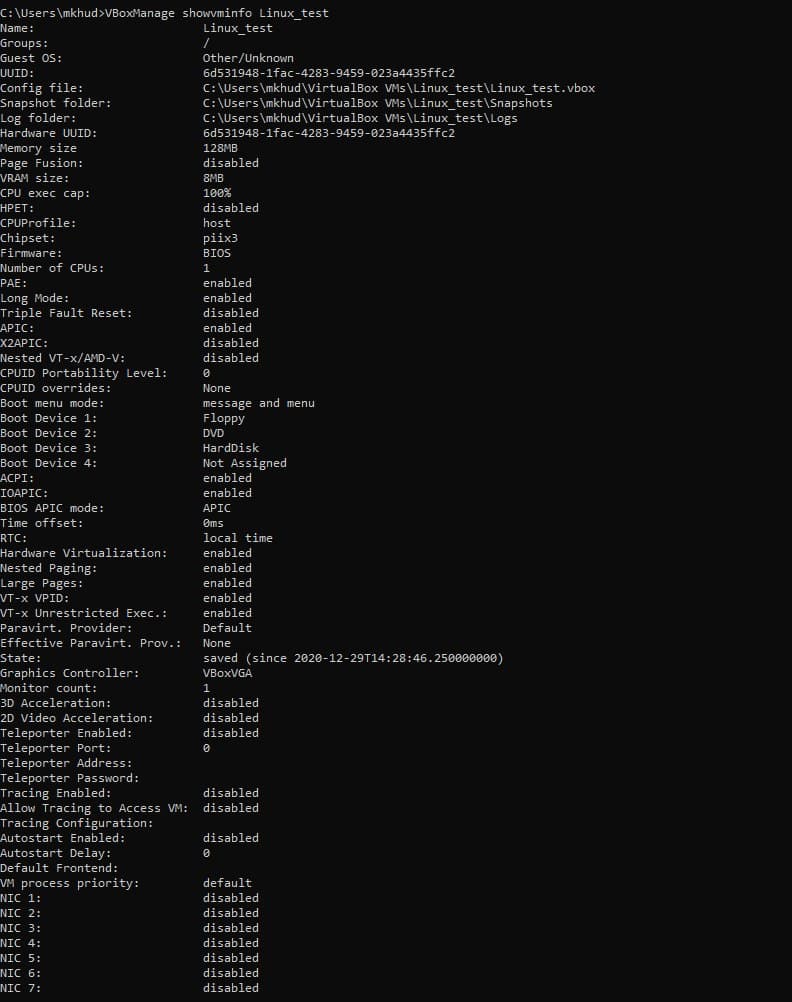 C:\Users\mkhud>VBoxManage showvminfo Linux_test
Name: Linux_test
Groups: /
Guest OS: Other/Unknown
UUID: 6d531948-1fac-4283-9459-023a4435ffc2
Config file: C:\Users\mkhud\VirtualBox VMs\Linux_test\Linux_test.vbox
Snapshot folder: C:\Users\mkhud\VirtualBox VMs\Linux_test\Snapshots
Log folder: C:\Users\mkhud\VirtualBox VMs\Linux_test\Logs
Hardware UUID: 6d531948-1fac-4283-9459-023a4435ffc2
Memory size 128MB
Page Fusion: disabled
VRAM size: 8MB
CPU exec cap: 100%
HPET: disabled
CPUProfile: host
Chipset: piix3
Firmware: BIOS
Number of CPUs: 1
PAE: enabled
Long Mode: enabled
Triple Fault Reset: disabled
APIC: enabled
X2APIC: disabled
Nested VT-x/AMD-V: disabled
CPUID Portability Level: 0
CPUID overrides: None
Boot menu mode: message and menu
Boot Device 1: Floppy
Boot Device 2: DVD
Boot Device 3: HardDisk
Boot Device 4: Not Assigned
ACPI: enabled
IOAPIC: enabled
BIOS APIC mode: APIC
Time offset: 0ms
RTC: local time
Hardware Virtualization: enabled
Nested Paging: enabled
Large Pages: enabled
VT-x VPID: enabled
VT-x Unrestricted Exec.: enabled
Paravirt. Provider: Default
Effective Paravirt. Prov.: None
State: saved (since 2020-12-29T14:28:46.250000000)
Graphics Controller: VBoxVGA
Monitor count: 1
3D Acceleration: disabled
2D Video Acceleration: disabled
Teleporter Enabled: disabled
Teleporter Port: 0
Teleporter Address:
Teleporter Password:
Tracing Enabled: disabled
Allow Tracing to Access VM: disabled
Tracing Configuration:
Autostart Enabled: disabled
Autostart Delay: 0
Default Frontend:
VM process priority: default
NIC 1: disabled
NIC 2: disabled
NIC 3: disabled
NIC 4: disabled
NIC 5: disabled
NIC 6: disabled
NIC 7: disabled